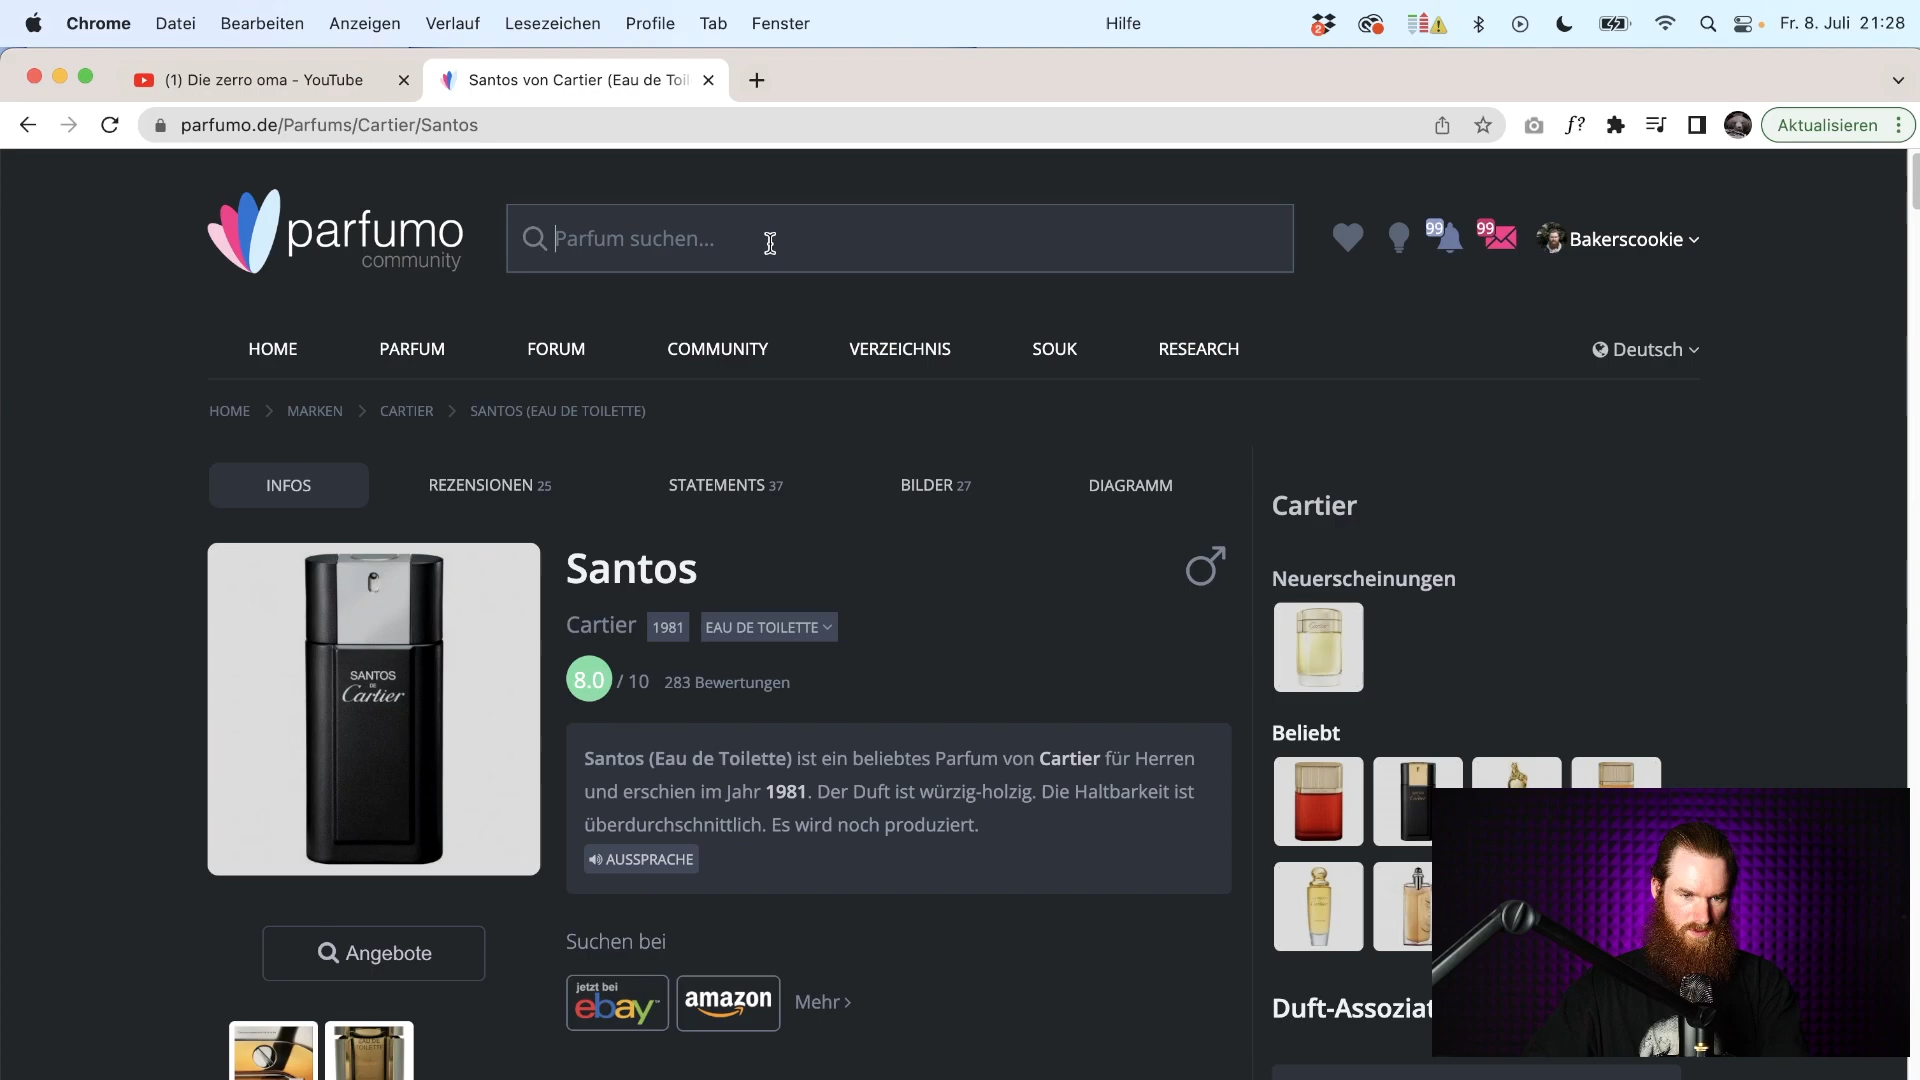 Chrome Datei Bearbeiten Anzeigen Verlauf Lesezeichen Profile Tab Fenster Hilfe 2 Fr. 8. Juli 21:28
(1) Die zerro oma - YouTube
Santos von Cartier (Eau de Toil
parfumo.de/Parfums/Cartier/Santos
f?
Aktualisieren
parfumo
community
Parfum suchen...
99
99
Bakerscookie
HOME PARFUM FORUM COMMUNITY VERZEICHNIS SOUK RESEARCH
Deutsch
HOME > MARKEN > CARTIER > SANTOS (EAU DE TOILETTE)
INFOS
REZENSIONEN 25
STATEMENTS 37
BILDER 27
DIAGRAMM
SANTOS
DE
Cartier
Santos
Cartier 1981 EAU DE TOILETTE
8.0 / 10 283 Bewertungen
Santos (Eau de Toilette) ist ein beliebtes Parfum von Cartier für Herren
und erschien im Jahr 1981. Der Duft ist würzig-holzig. Die Haltbarkeit ist
überdurchschnittlich. Es wird noch produziert.
AUSSPRACHE
Angebote
Suchen bei
jetzt bei
ebay
amazon
Mehr >
Cartier
Neuerscheinungen
Beliebt
Duft-Assoziat